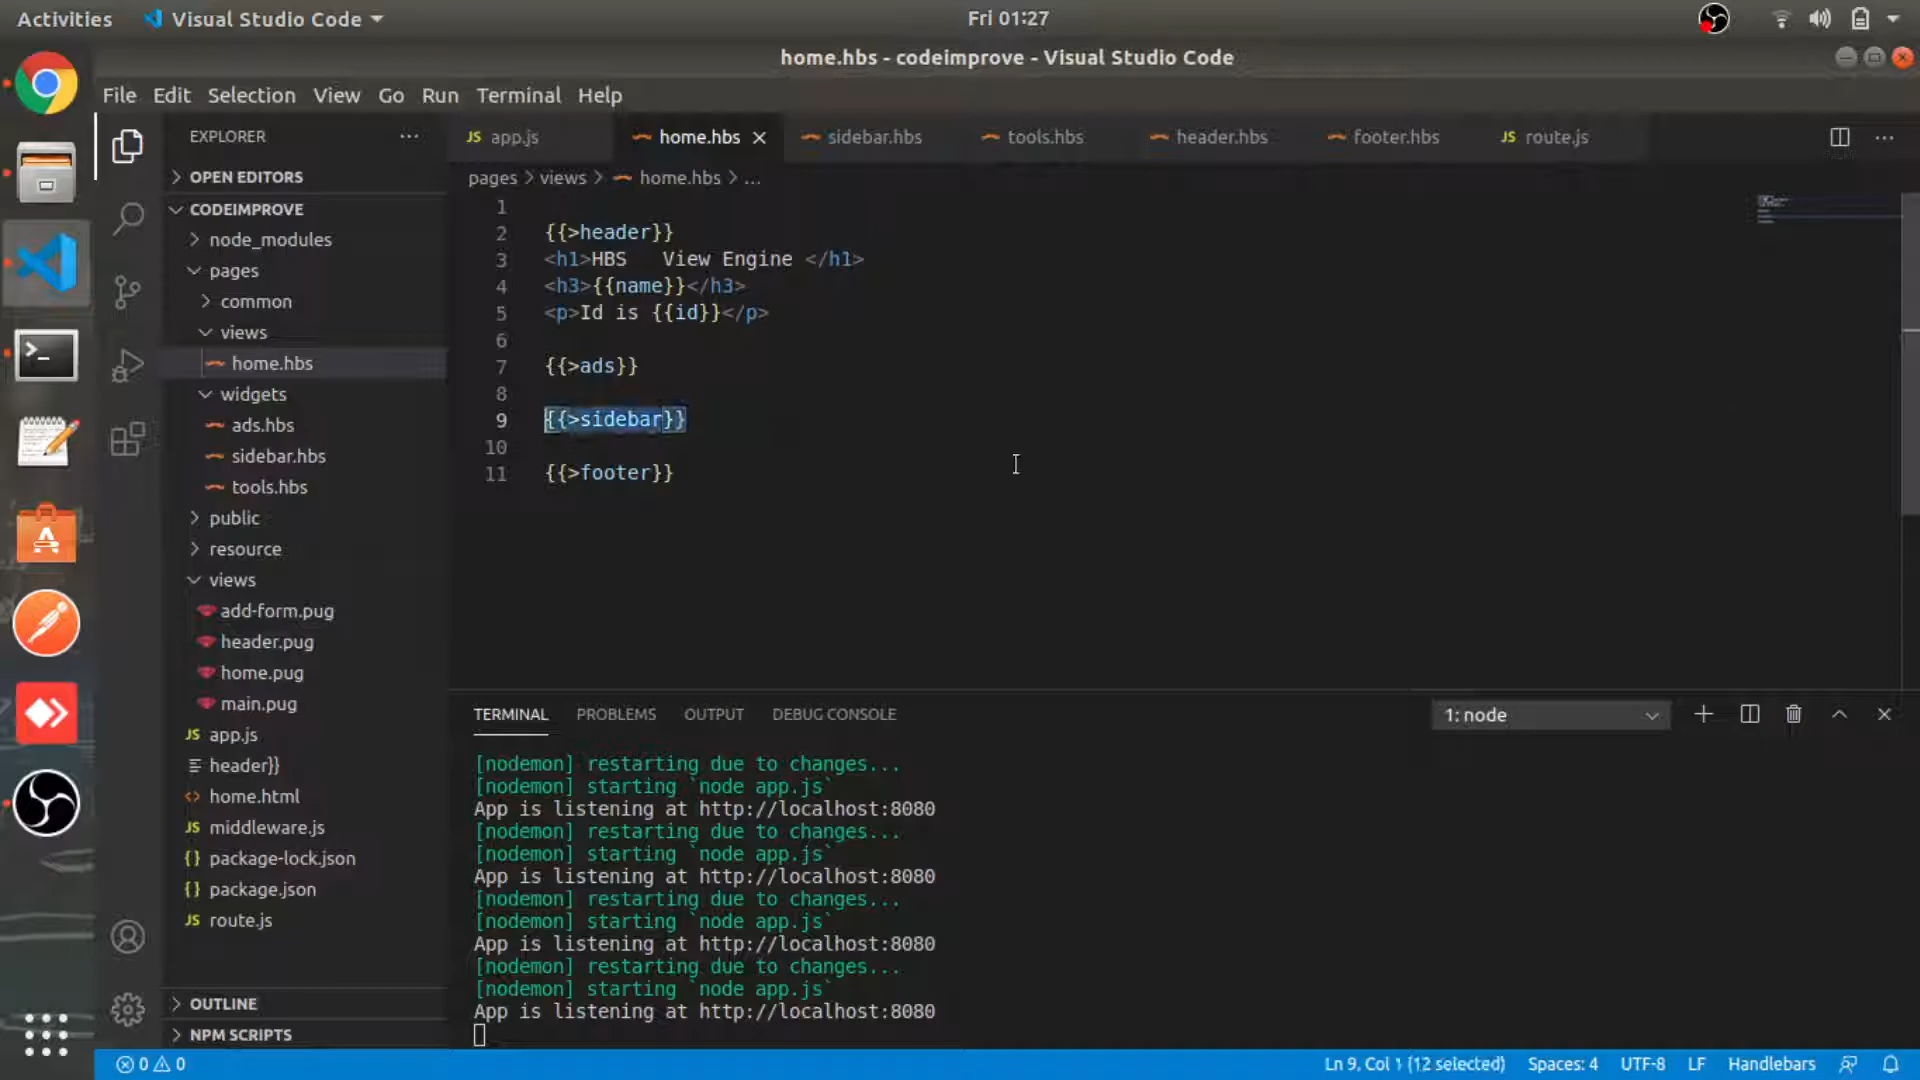 Activities
Visual Studio Code
Fri 01:27
home.hbs - codeimprove - Visual Studio Code
File Edit Selection View Go Run Terminal Help
EXPLORER ...
OPEN EDITORS
CODEIMPROVE
node_modules
pages
common
views
home.hbs
widgets
ads.hbs
sidebar.hbs
tools.hbs
public
resource
views
add-form.pug
header.pug
home.pug
main.pug
JS app.js
header}}
<> home.html
JS middleware.js
{} package-lock.json
{} package.json
JS route.js
OUTLINE
NPM SCRIPTS
JS app.js
home.hbs
sidebar.hbs
tools.hbs
header.hbs
footer.hbs
JS route.js
...
pages > views > home.hbs > ...
1
2 {{>header}}
3 <h1>HBS   View Engine </h1>
4 <h3>{{name}}</h3>
5 <p>Id is {{id}}</p>
6
7 {{>ads}}
8
9 {{>sidebar}}
10
11 {{>footer}}
TERMINAL PROBLEMS OUTPUT DEBUG CONSOLE
1: node
[nodemon] restarting due to changes...
[nodemon] starting `node app.js`
App is listening at http://localhost:8080
[nodemon] restarting due to changes...
[nodemon] starting `node app.js`
App is listening at http://localhost:8080
[nodemon] restarting due to changes...
[nodemon] starting `node app.js`
App is listening at http://localhost:8080
[nodemon] restarting due to changes...
[nodemon] starting `node app.js`
App is listening at http://localhost:8080
0 0
Ln 9, Col 1 (12 selected) Spaces: 4 UTF-8 LF Handlebars